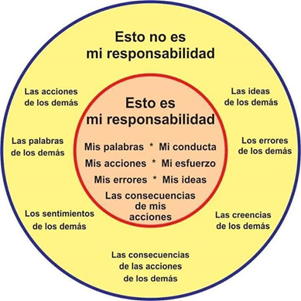 Esto no es
mi responsabilidad
Las acciones
de los demás
Las ideas
de los demás
Esto es
mi responsabilidad
Las palabras
de los demás
Los errores
de los demás
Mis palabras * Mi conducta
Mis acciones * Mi esfuerzo
Mis errores * Mis ideas
Las consecuencias
de mis
acciones
Los sentimientos
de los demás
Las creencias
de los demás
Las consecuencias
de las acciones
de los demás